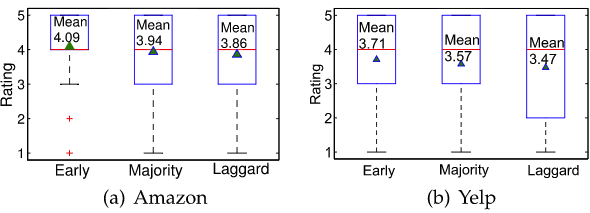 Rating
5
4
3
2
1
Mean
4.09
Mean
3.94
Mean
3.86
Early
Majority
Laggard
(a) Amazon
Rating
5
4
3
2
1
Mean
3.71
Mean
3.57
Mean
3.47
Early
Majority
Laggard
(b) Yelp